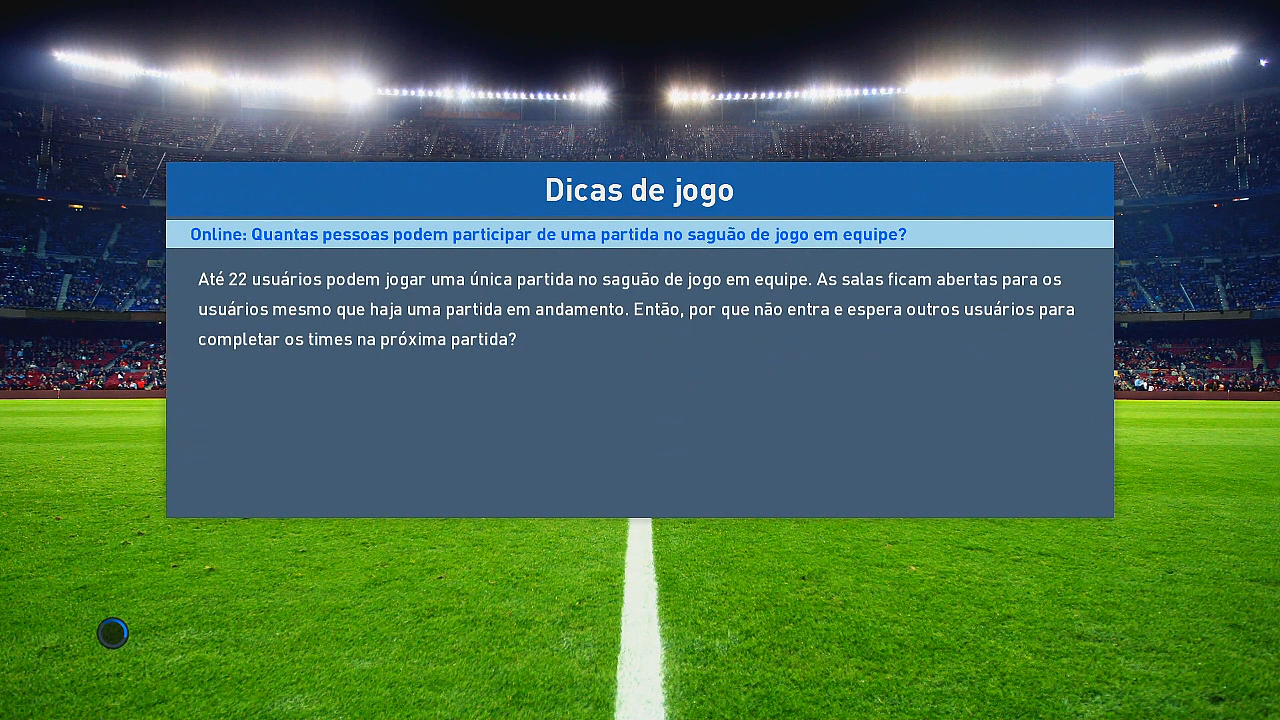 Dicas de jogo
Online: Quantas pessoas podem participar de uma partida no saguão de jogo em equipe?
Até 22 usuários podem jogar uma única partida no saguão de jogo em equipe. As salas ficam abertas para os
usuários mesmo que haja uma partida em andamento. Então, por que não entra e espera outros usuários para
completar os times na próxima partida?